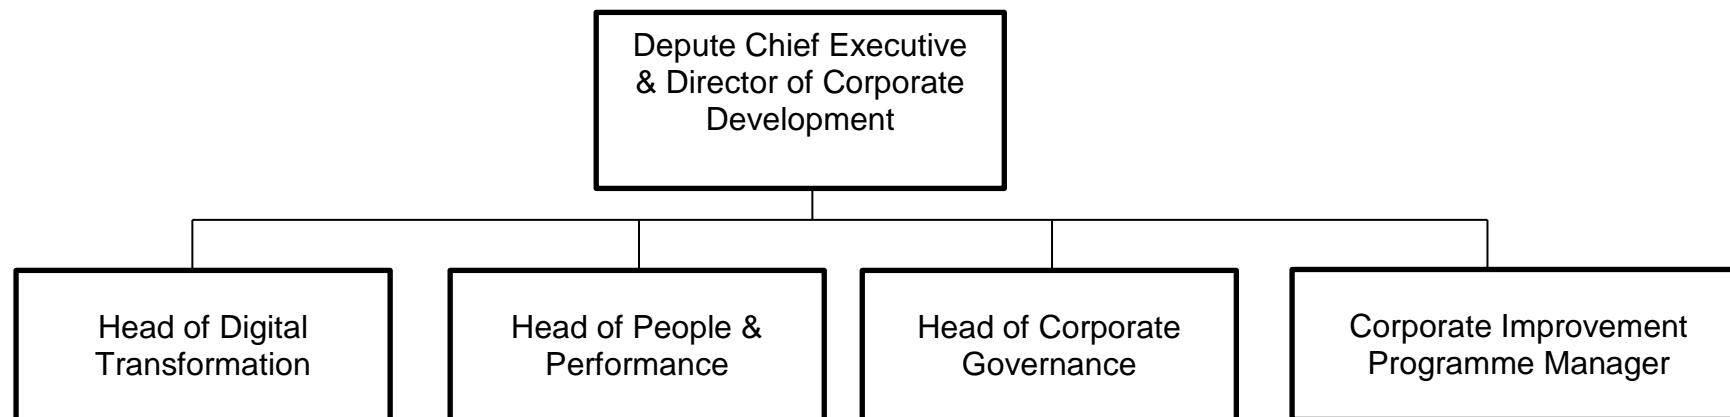 Depute Chief Executive
& Director of Corporate
Development
Head of Digital
Transformation
Head of People &
Performance
Head of Corporate
Governance
Corporate Improvement
Programme Manager